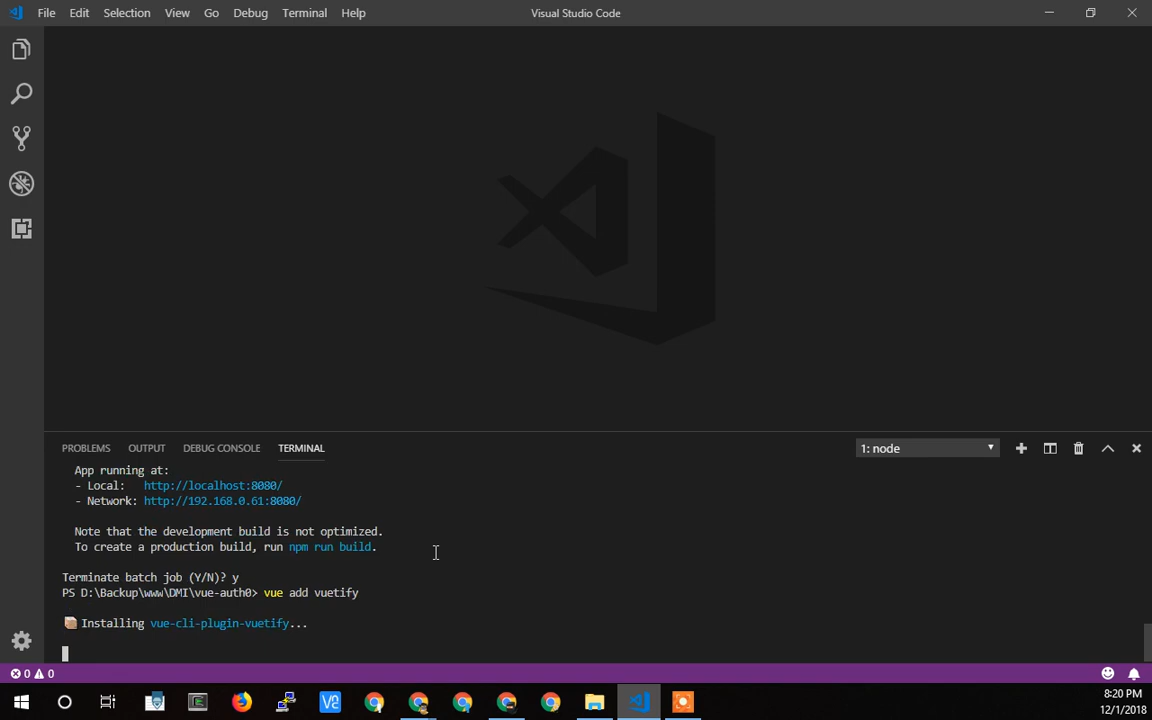 File Edit Selection View Go Debug Terminal Help
Visual Studio Code
PROBLEMS OUTPUT DEBUG CONSOLE TERMINAL
1: node
App running at:
- Local: http://localhost:8080/
- Network: http://192.168.0.61:8080/
Note that the development build is not optimized.
To create a production build, run npm run build.
Terminate batch job (Y/N)? y
PS D:\Backup\www\DMI\vue-auth0> vue add vuetify
Installing vue-cli-plugin-vuetify...
0 0
8:20 PM
12/1/2018